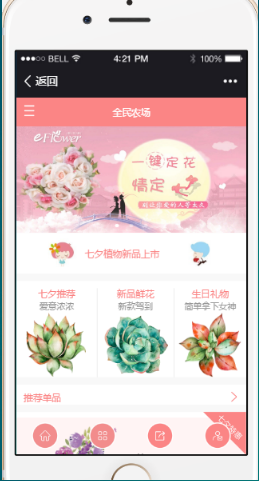 BELL 4:21 PM 100%
返回
全民农场
一键定花
情定
七夕植物新品上市
七夕推荐 新品鲜花 生日礼物
爱意浓浓 新款驾到 简单拿下女神
推荐单品